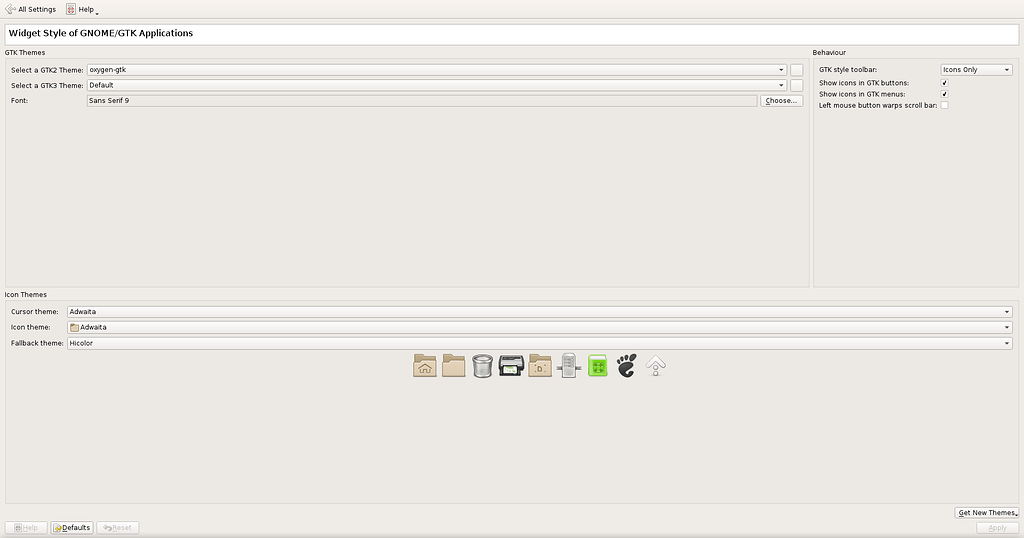 All Settings Help
Widget Style of GNOME/GTK Applications
GTK Themes
Select a GTK2 Theme: oxygen-gtk
Select a GTK3 Theme: Default
Font: Sans Serif 9 Choose...
Behaviour
GTK style toolbar: Icons Only
Show icons in GTK buttons:
Show icons in GTK menus:
Left mouse button warps scroll bar:
Icon Themes
Cursor theme: Adwaita
Icon theme: Adwaita
Fallback theme: Hicolor
Get New Themes...
Help Defaults Reset Apply